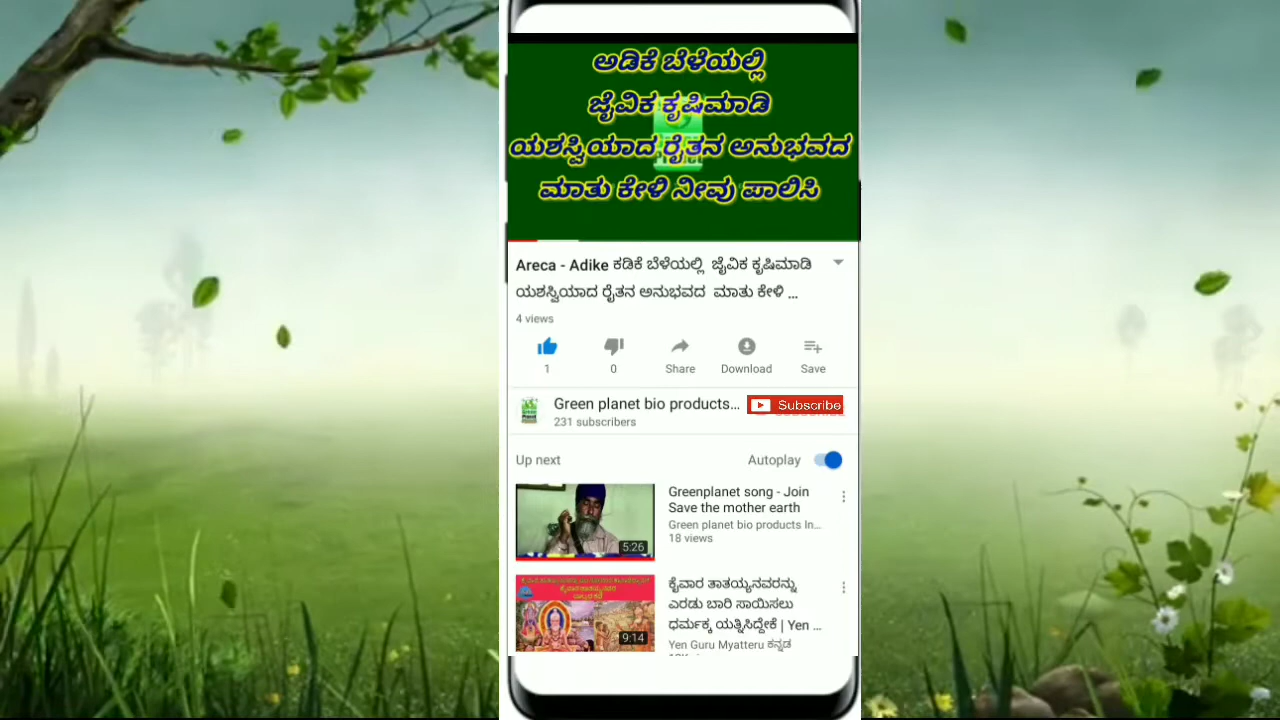 ಅಡಿಕೆ ಬೆಳೆಯಲ್ಲಿ
ಜೈವಿಕ ಕೃಷಿಮಾಡಿ
ಯಶಸ್ವಿಯಾದ ರೈತನ ಅನುಭವದ
ಮಾತು ಕೇಳಿ ನೀವು ಪಾಲಿಸಿ
Areca - Adike ಕಡಿಕೆ ಬೆಳೆಯಲ್ಲಿ ಜೈವಿಕ ಕೃಷಿಮಾಡಿ
ಯಶಸ್ವಿಯಾದ ರೈತನ ಅನುಭವದ ಮಾತು ಕೇಳಿ ...
4 views
1 0 Share Download Save
Green planet bio products... Subscribe
231 subscribers
Up next Autoplay
Greenplanet song - Join
Save the mother earth
Green planet bio products In...
18 views
5:26
ಕೈವಾರ ತಾತಯ್ಯನವರನ್ನು
ಎರಡು ಬಾರಿ ಸಾಯಿಸಲು
ಧರ್ಮಕ್ಕ ಯತ್ನಿಸಿದ್ದೇಕೆ | Yen ...
Yen Guru Myatteru ಕನ್ನಡ
9:14